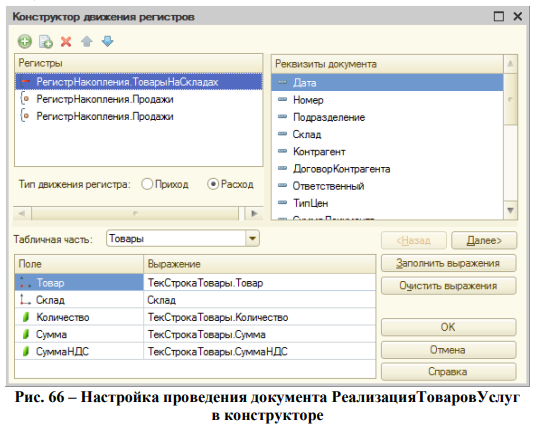 Конструктор движения регистров
Регистры
РегистрНакопления.ТоварыНаСкладах
РегистрНакопления.Продажи
РегистрНакопления.Продажи
Тип движения регистра: Приход Расход
Реквизиты документа
Дата
Номер
Подразделение
Склад
Контрагент
ДоговорКонтрагента
Ответственный
ТипЦен
СуммаДокумента
Табличная часть: Товары
<Назад Далее>
Поле Выражение
Товар ТекСтрокаТовары.Товар
Склад Склад
Количество ТекСтрокаТовары.Количество
Сумма ТекСтрокаТовары.Сумма
СуммаНДС ТекСтрокаТовары.СуммаНДС
Заполнить выражения
Очистить выражения
ОК
Отмена
Справка
Рис. 66 – Настройка проведения документа РеализацияТоваровУслуг
в конструкторе